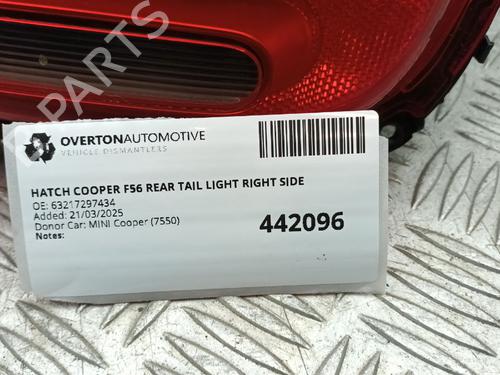 PARTS
OVERTONAUTOMOTIVE
VEHICLE DISMANTLERS
HATCH COOPER F56 REAR TAIL LIGHT RIGHT SIDE
OE: 63217297434
Added: 21/03/2025
Donor Car: MINI Cooper (7550)
Notes:
442096